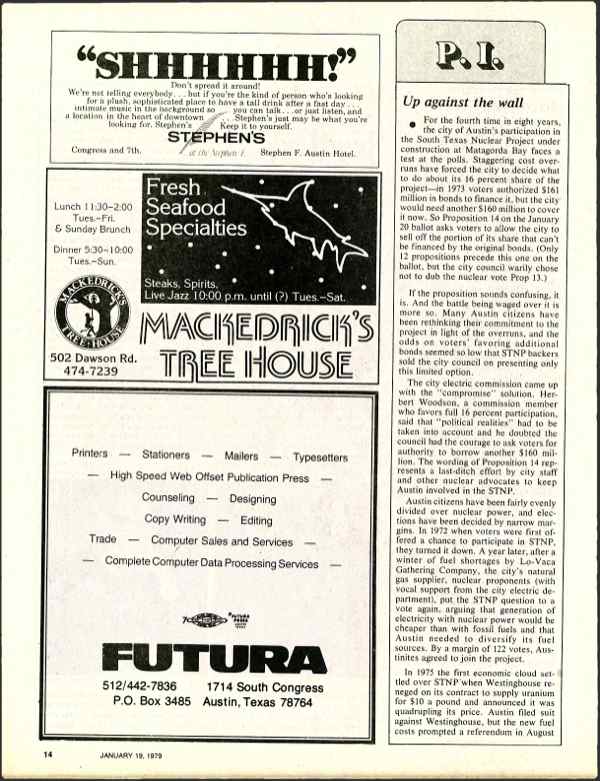 "SHHHHHH!"
Don't spread it around!
We're not telling everybody . . . but if you're the kind of person who's looking
for a plush, sophisticated place to have a tall drink after a fast day . . .
intimate music in the background so you can talk . . . or just listen, and
a location in the heart of downtown . . . Stephen's just may be what you're
looking for. Stephen's Keep it to yourself.
STEPHEN'S
Congress and 7th. at the Stephen F. Stephen F. Austin Hotel.
Lunch 11:30-2:00
Tues.-Fri.
& Sunday Brunch
Dinner 5:30-10:00
Tues.-Sun.
MACKEDRICK'S
TREE HOUSE
502 Dawson Rd.
474-7239
Fresh
Seafood
Specialties
Steaks, Spirits,
Live Jazz 10:00 p.m. until (?) Tues.-Sat.
MACKEDRICK'S
TREE HOUSE
Printers — Stationers — Mailers — Typesetters
— High Speed Web Offset Publication Press —
Counseling — Designing
Copy Writing — Editing
Trade — Computer Sales and Services —
— Complete Computer Data Processing Services —
FUTURA
PRESS
FUTURA
512/442-7836 1714 South Congress
P.O. Box 3485 Austin, Texas 78764
P.I.
Up against the wall
• For the fourth time in eight years,
the city of Austin's participation in
the South Texas Nuclear Project under
construction at Matagorda Bay faces a
test at the polls. Staggering cost over-
runs have forced the city to decide what
to do about its 16 percent share of the
project—in 1973 voters authorized $161
million in bonds to finance it, but the city
would need another $160 million to cover
it now. So Proposition 14 on the January
20 ballot asks voters to allow the city to
sell off the portion of its share that can't
be financed by the original bonds. (Only
12 propositions precede this one on the
ballot, but the city council warily chose
not to dub the nuclear vote Prop 13.)
If the proposition sounds confusing, it
is. And the battle being waged over it is
more so. Many Austin citizens have
been rethinking their commitment to the
project in light of the overruns, and the
odds on voters' favoring additional
bonds seemed so low that STNP backers
sold the city council on presenting only
this limited option.
The city electric commission came up
with the "compromise" solution. Her-
bert Woodson, a commission member
who favors full 16 percent participation,
said that "political realities" had to be
taken into account and he doubted the
council had the courage to ask voters for
authority to borrow another $160 mil-
lion. The wording of Proposition 14 rep-
resents a last-ditch effort by city staff
and other nuclear advocates to keep
Austin involved in the STNP.
Austin citizens have been fairly evenly
divided over nuclear power, and elec-
tions have been decided by narrow mar-
gins. In 1972 when voters were first of-
fered a chance to participate in STNP,
they turned it down. A year later, after a
winter of fuel shortages by Lo-Vaca
Gathering Company, the city's natural
gas supplier, nuclear proponents (with
vocal support from the city electric de-
partment), put the STNP question to a
vote again, arguing that generation of
electricity with nuclear power would be
cheaper than with fossil fuels and that
Austin needed to diversify its fuel
sources. By a margin of 122 votes, Aus-
tinites agreed to join the project.
In 1975 the first economic cloud set-
tled over STNP when Westinghouse re-
neged on its contract to supply uranium
for $10 a pound and announced it was
quadrupling its price. Austin filed suit
against Westinghouse, but the new fuel
costs prompted a referendum in August
14 JANUARY 19, 1979